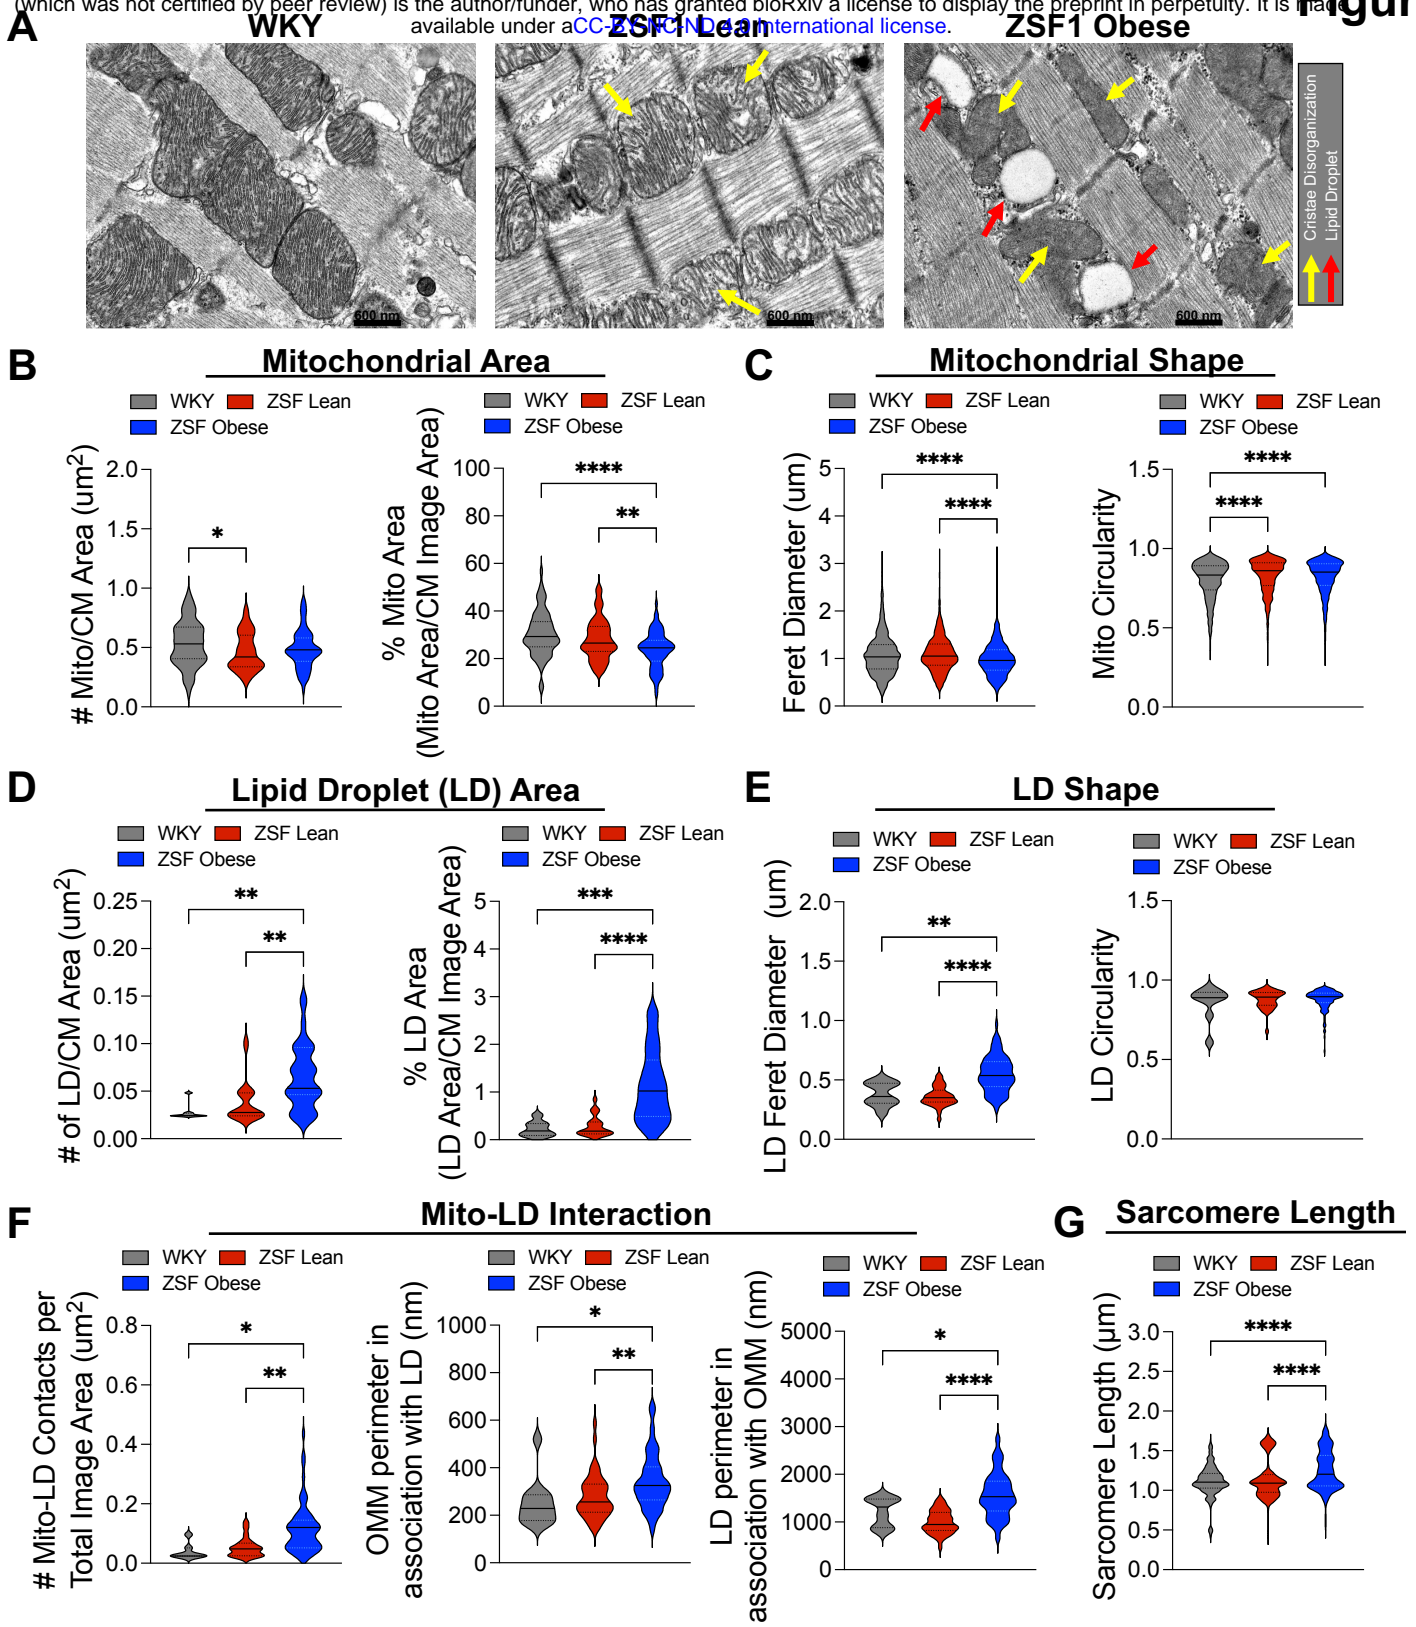 (which was not certified by peer review) is the author/funder, who has granted bioRxiv a license to display the preprint in perpetuity. It is made
available under aCC-BY-NC-ND 4.0 International license.
Figur
A
WKY
ZSF1 Lean
ZSF1 Obese
600 nm
600 nm
600 nm
Cristae Disorganization
Lipid Droplet
B
Mitochondrial Area
WKY
ZSF Lean
ZSF Obese
# Mito/CM Area (um2)
2.0
1.5
1.0
0.5
0.0
*
WKY
ZSF Lean
ZSF Obese
% Mito Area
(Mito Area/CM Image Area)
100
80
60
40
20
0
****
**
C
Mitochondrial Shape
WKY
ZSF Lean
ZSF Obese
Feret Diameter (um)
5
4
3
2
1
0
****
****
WKY
ZSF Lean
ZSF Obese
Mito Circularity
1.5
1.0
0.5
0.0
****
****
D
Lipid Droplet (LD) Area
WKY
ZSF Lean
ZSF Obese
# of LD/CM Area (um2)
0.25
0.20
0.15
0.10
0.05
0.00
**
**
WKY
ZSF Lean
ZSF Obese
% LD Area
(LD Area/CM Image Area)
5
4
3
2
1
0
***
****
E
LD Shape
WKY
ZSF Lean
ZSF Obese
LD Feret Diameter (um)
2.0
1.5
1.0
0.5
0.0
**
****
WKY
ZSF Lean
ZSF Obese
LD Circularity
1.5
1.0
0.5
0.0
F
Mito-LD Interaction
WKY
ZSF Lean
ZSF Obese
# Mito-LD Contacts per
Total Image Area (um2)
0.8
0.6
0.4
0.2
0.0
*
**
WKY
ZSF Lean
ZSF Obese
OMM perimeter in
association with LD (nm)
1000
800
600
400
200
0
*
**
WKY
ZSF Lean
ZSF Obese
LD perimeter in
association with OMM (nm)
5000
4000
3000
2000
1000
0
*
****
G
Sarcomere Length
WKY
ZSF Lean
ZSF Obese
Sarcomere Length (μm)
3.0
2.5
2.0
1.5
1.0
0.5
0.0
****
****